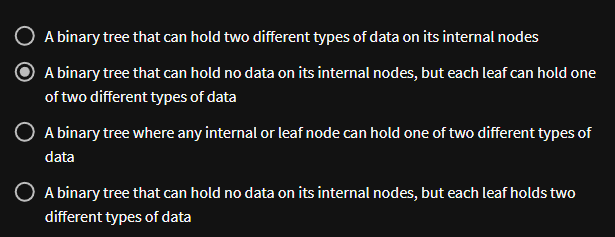 A binary tree that can hold two different types of data on its internal nodes
A binary tree that can hold no data on its internal nodes, but each leaf can hold one
of two different types of data
A binary tree where any internal or leaf node can hold one of two different types of
data
A binary tree that can hold no data on its internal nodes, but each leaf holds two
different types of data